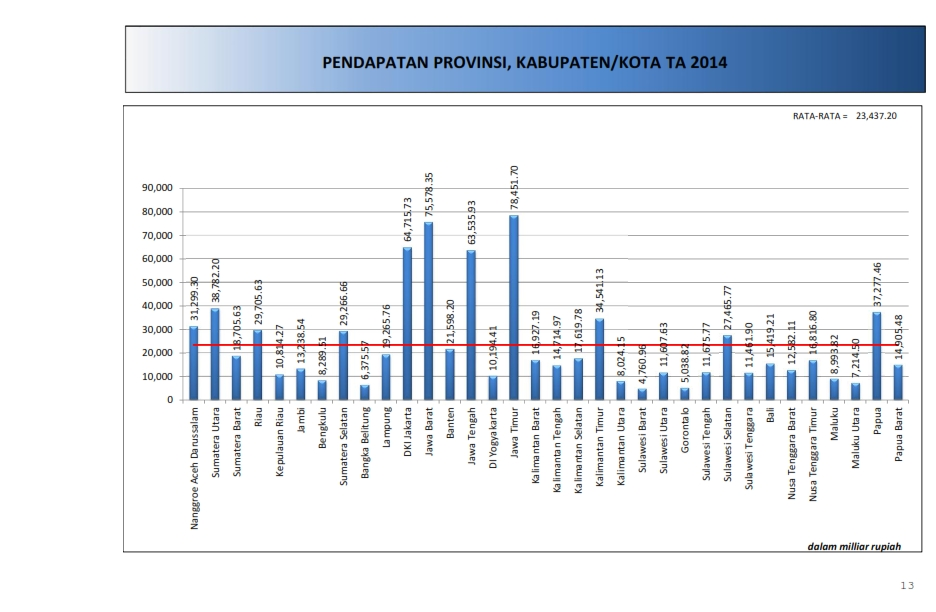 PENDAPATAN PROVINSI, KABUPATEN/KOTA TA 2014
RATA-RATA = 23,437.20
90,000
80,000
70,000
60,000
50,000
40,000
30,000
20,000
10,000
0
31,299.30
38,782.20
18,705.63
29,705.63
10,814.27
13,238.54
8,289.51
29,266.66
6,375.57
19,265.76
64,715.73
75,578.35
21,598.20
63,535.93
10,194.41
78,451.70
16,927.19
14,714.97
17,619.78
34,541.13
8,024.15
4,760.96
11,607.63
5,038.82
11,675.77
27,465.77
11,461.90
15,419.21
12,582.11
16,816.80
8,993.82
7,214.50
37,277.46
14,905.48
Nanggroe Aceh Darussalam
Sumatera Utara
Sumatera Barat
Riau
Kepulauan Riau
Jambi
Bengkulu
Sumatera Selatan
Bangka Belitung
Lampung
DKI Jakarta
Jawa Barat
Banten
Jawa Tengah
DI Yogyakarta
Jawa Timur
Kalimantan Barat
Kalimantan Tengah
Kalimantan Selatan
Kalimantan Timur
Kalimantan Utara
Sulawesi Barat
Sulawesi Utara
Gorontalo
Sulawesi Tengah
Sulawesi Selatan
Sulawesi Tenggara
Bali
Nusa Tenggara Barat
Nusa Tenggara Timur
Maluku
Maluku Utara
Papua
Papua Barat
dalam milliar rupiah
13